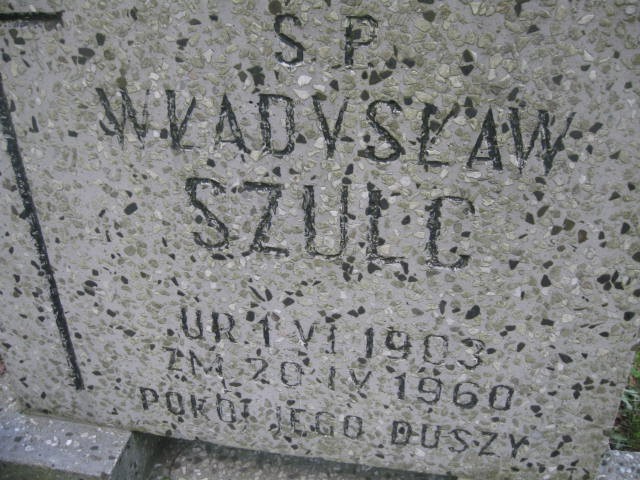 S.P.
WŁADYSŁAW
SZULC
UR 1 VI 1903
ZM 20 IV 1960
POKÓJ JEGO DUSZY